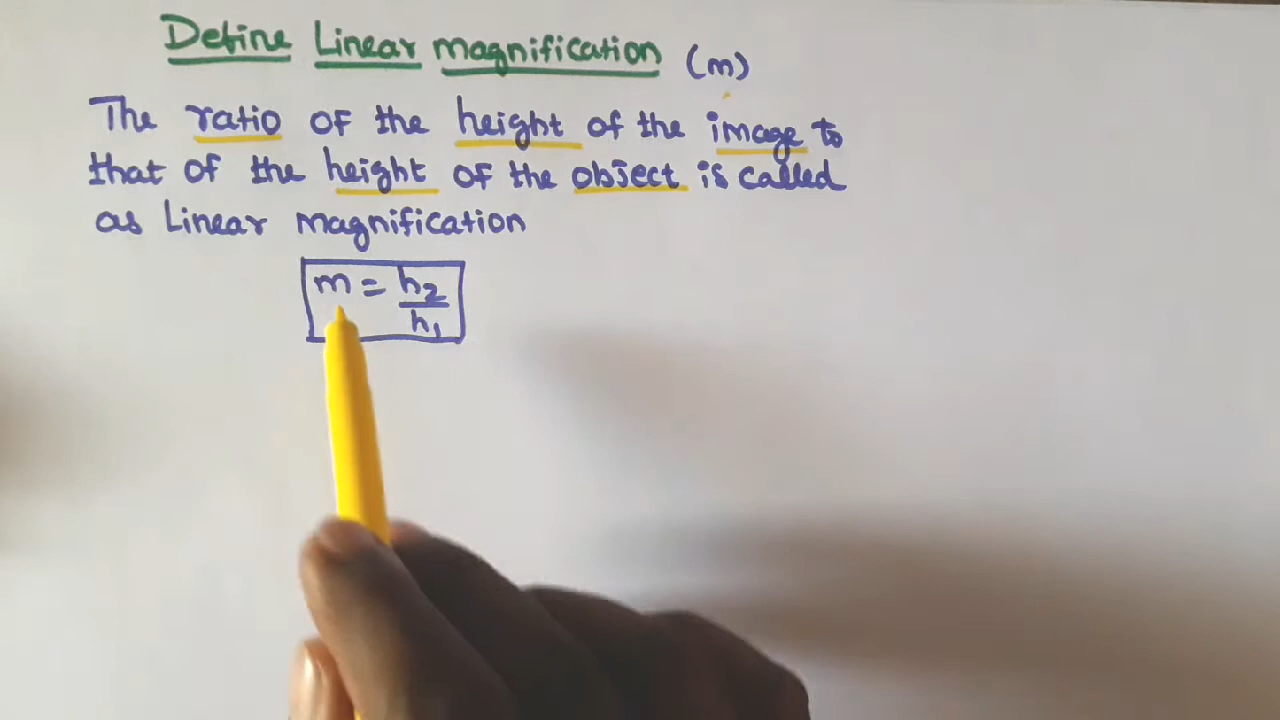 Define Linear magnification (m)
The ratio of the height of the image to
that of the height of the object is called
as Linear magnification
m = h₂/h₁